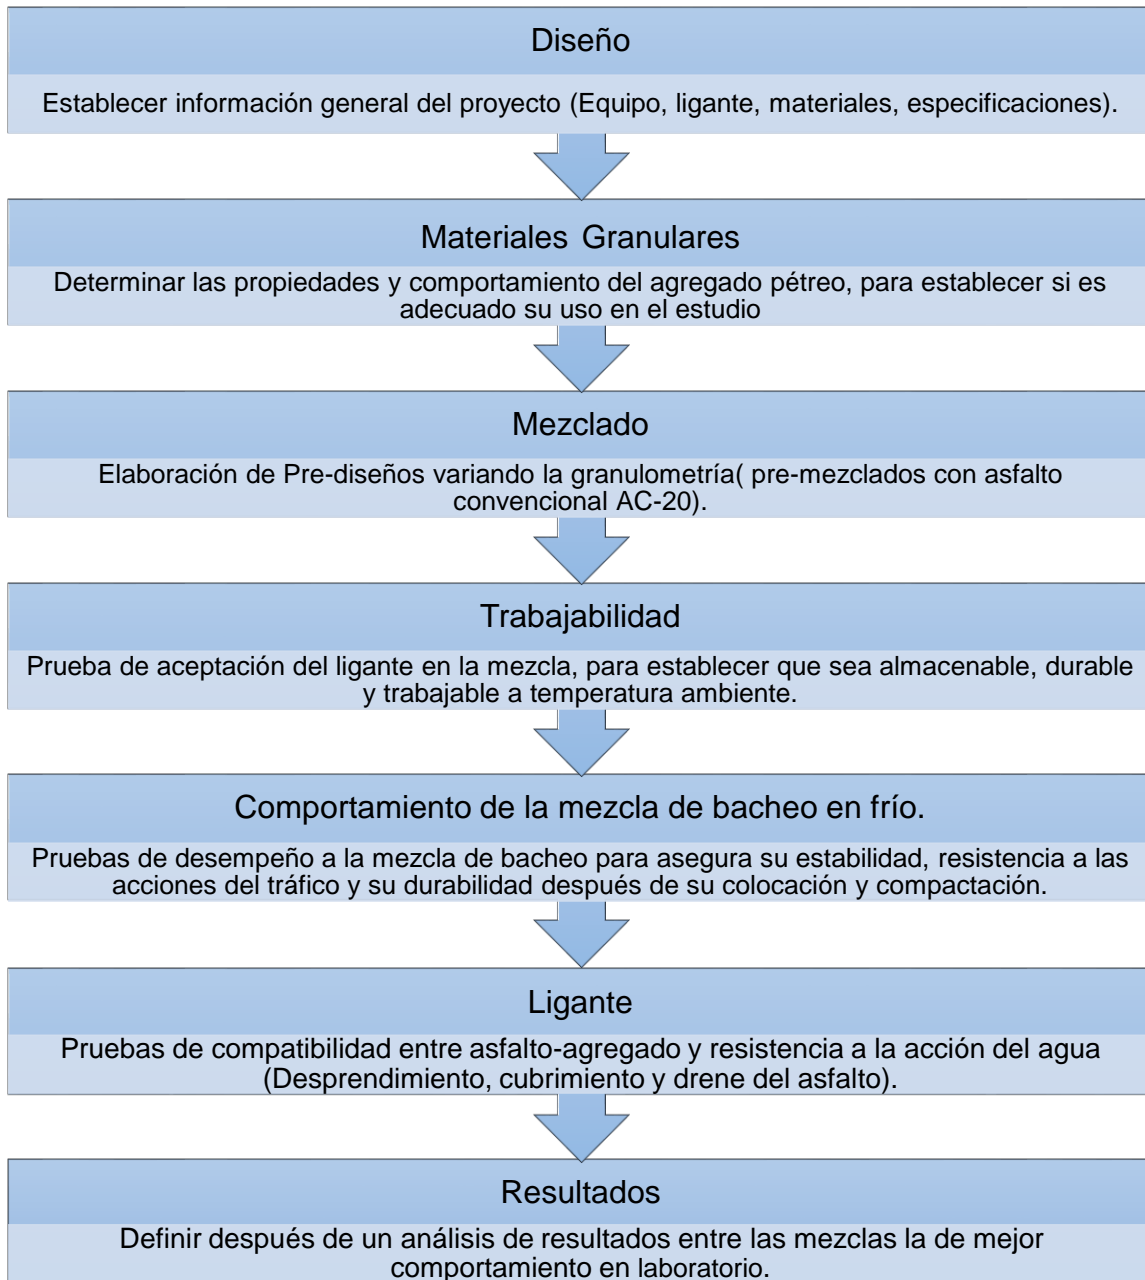 Diseño
Establecer información general del proyecto (Equipo, ligante, materiales, especificaciones).
Materiales Granulares
Determinar las propiedades y comportamiento del agregado pétreo, para establecer si es
adecuado su uso en el estudio
Mezclado
Elaboración de Pre-diseños variando la granulometría( pre-mezclados con asfalto
convencional AC-20).
Trabajabilidad
Prueba de aceptación del ligante en la mezcla, para establecer que sea almacenable, durable
y trabajable a temperatura ambiente.
Comportamiento de la mezcla de bacheo en frío.
Pruebas de desempeño a la mezcla de bacheo para asegura su estabilidad, resistencia a las
acciones del tráfico y su durabilidad después de su colocación y compactación.
Ligante
Pruebas de compatibilidad entre asfalto-agregado y resistencia a la acción del agua
(Desprendimiento, cubrimiento y drene del asfalto).
Resultados
Definir después de un análisis de resultados entre las mezclas la de mejor
comportamiento en laboratorio.